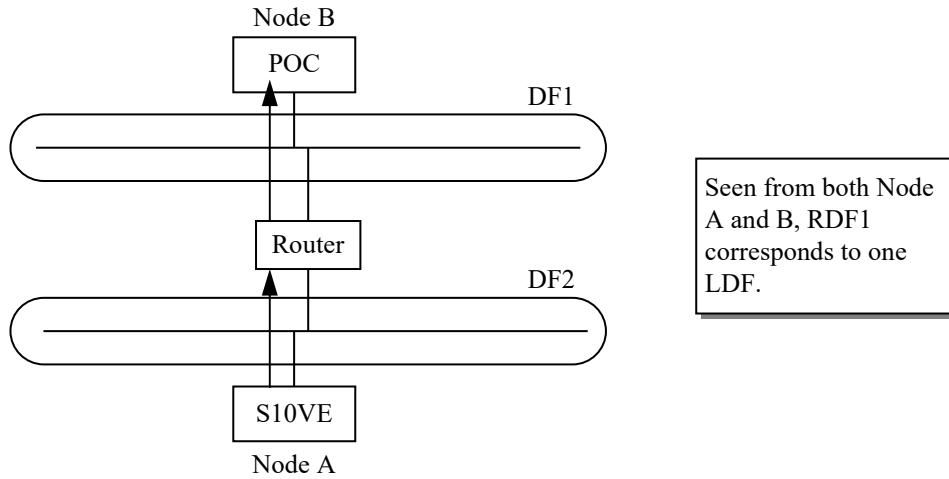 Node B
POC
DF1
Seen from both Node
A and B, RDF1
corresponds to one
LDF.
Router
DF2
S10VE
Node A